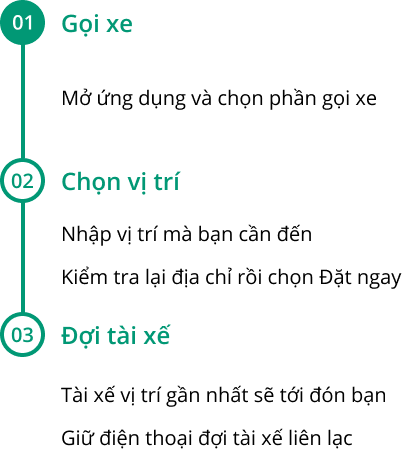 01 Gọi xe
Mở ứng dụng và chọn phần gọi xe
02 Chọn vị trí
Nhập vị trí mà bạn cần đến
Kiểm tra lại địa chỉ rồi chọn Đặt ngay
03 Đợi tài xế
Tài xế vị trí gần nhất sẽ tới đón bạn
Giữ điện thoại đợi tài xế liên lạc